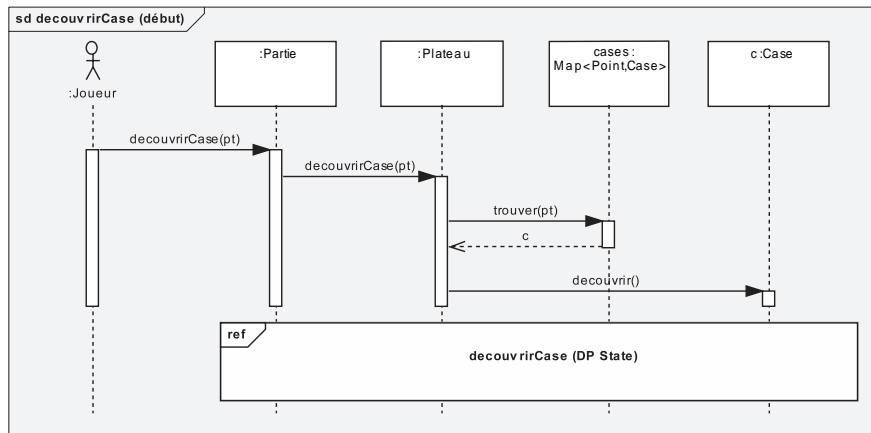 sd decouvrirCase (début)
:Joueur
:Partie
:Plateau
cases :
Map<Point,Case>
c :Case
decouvrirCase(pt)
decouvrirCase(pt)
trouver(pt)
c
decouvrir()
ref
decouvrirCase (DP State)